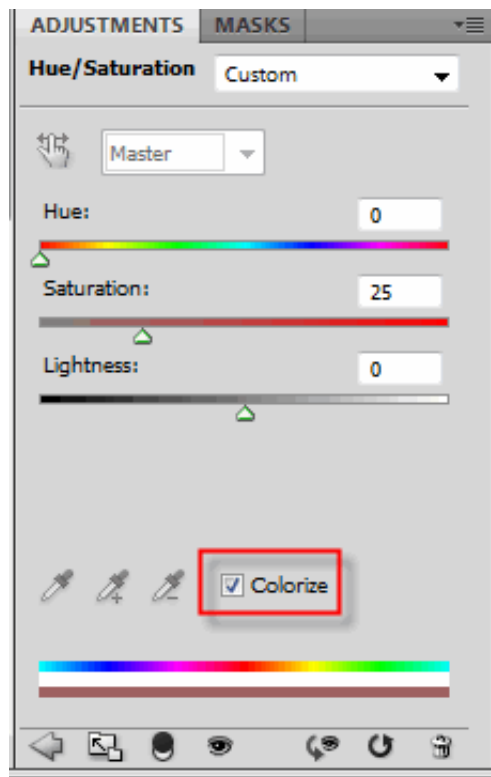 ADJUSTMENTS MASKS
Hue/Saturation Custom
Master
Hue: 0
Saturation: 25
Lightness: 0
Colorize